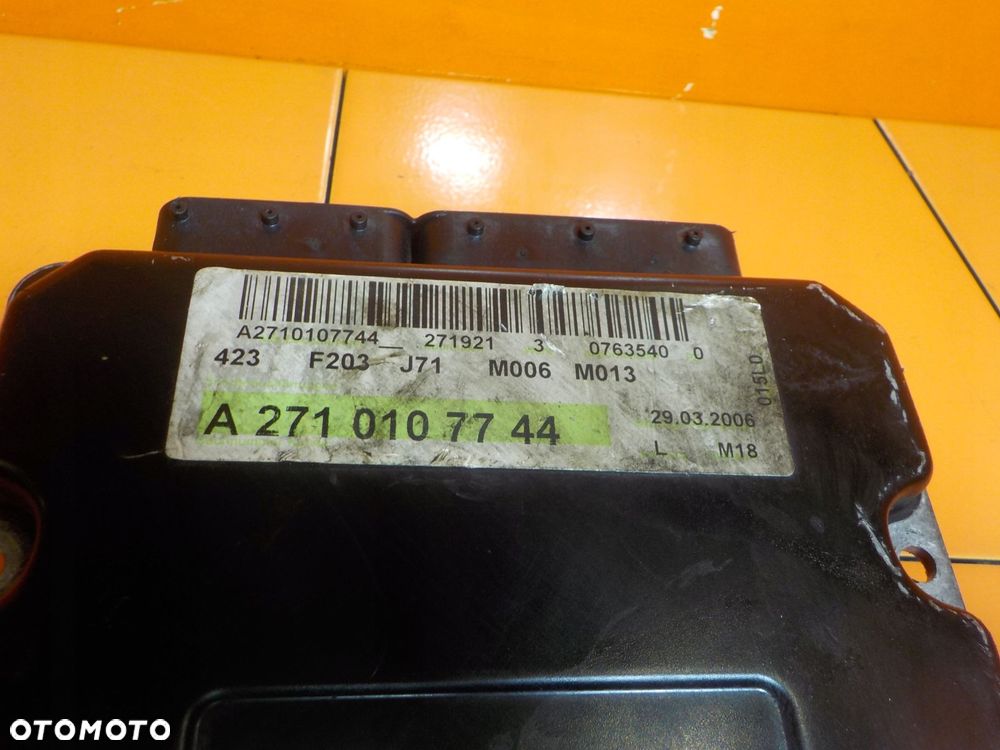 A2710107744__ 271921 3 0763540 0
423 F203 J71 M006 M013
015LD
A 271 010 77 44
29.03.2006
L M18
OTOMOTO